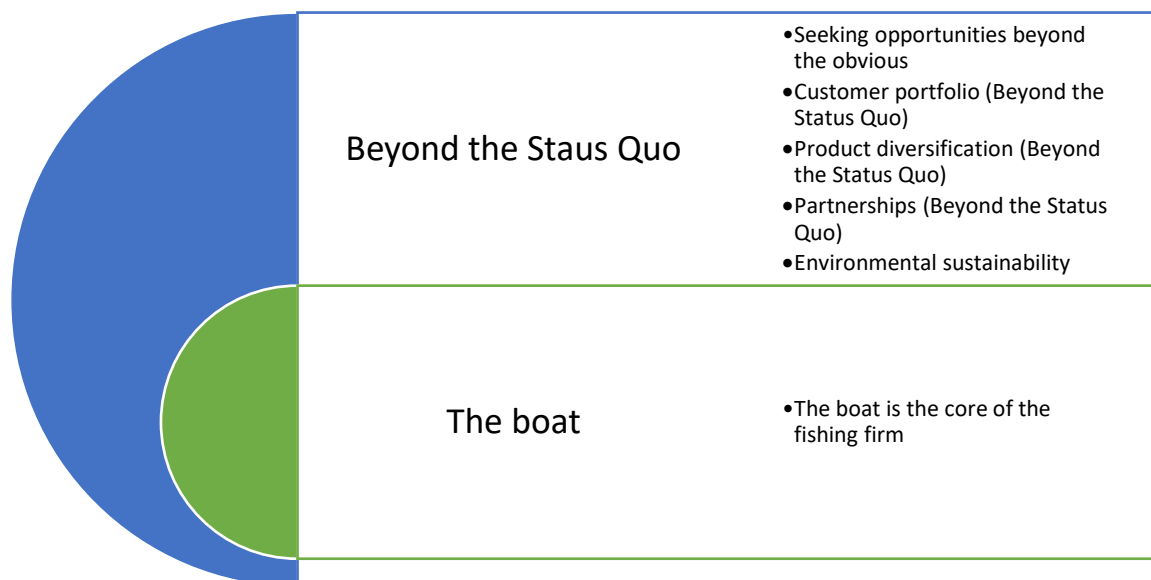 Beyond the Staus Quo
•Seeking opportunities beyond
the obvious
•Customer portfolio (Beyond the
Status Quo)
•Product diversification (Beyond
the Status Quo)
•Partnerships (Beyond the Status
Quo)
•Environmental sustainability
The boat
•The boat is the core of the
fishing firm